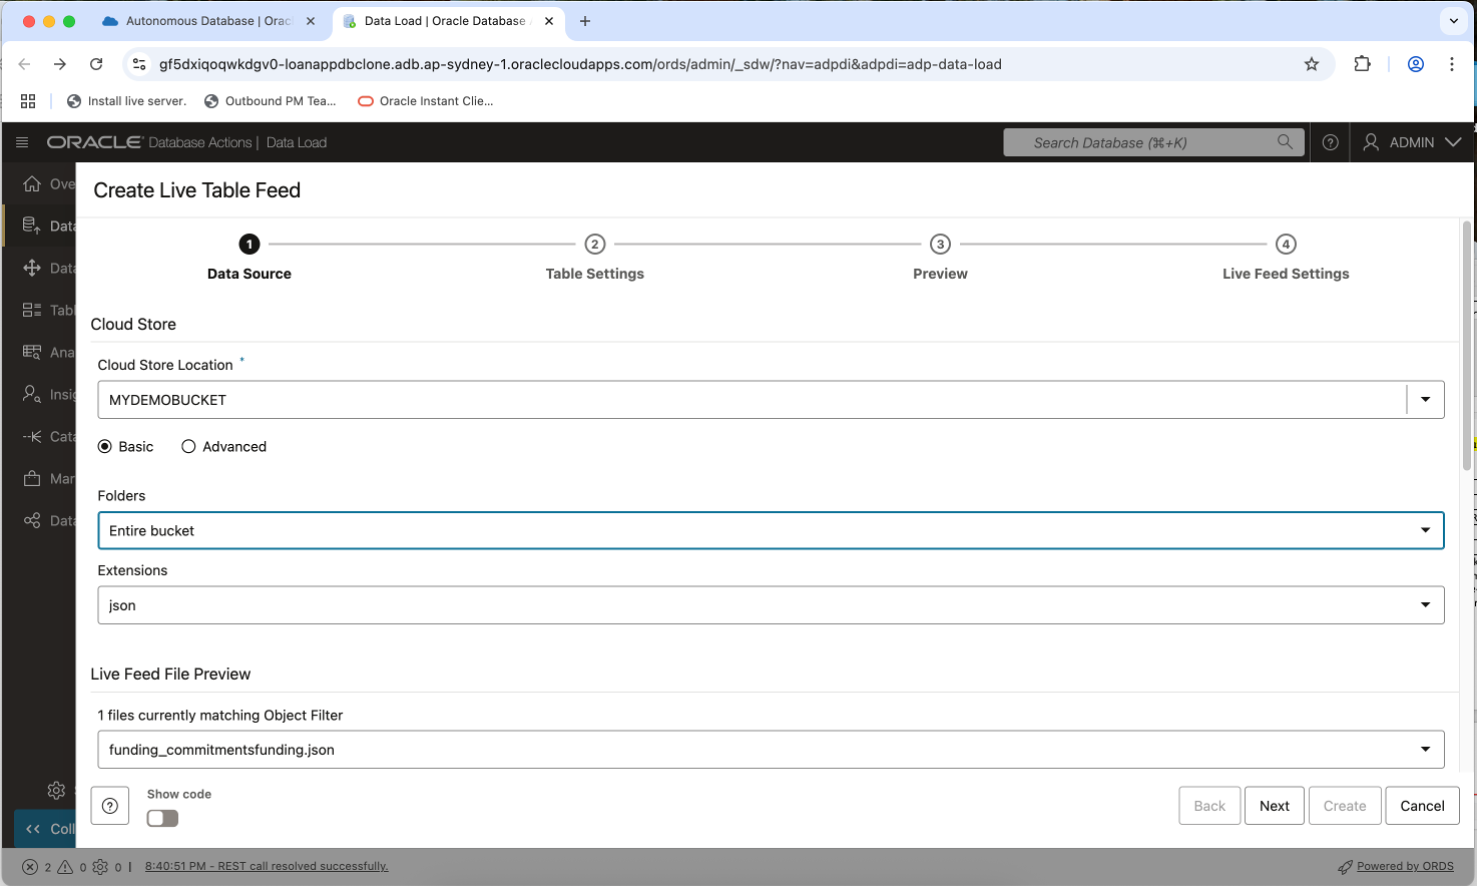 Autonomous Database | Orac
Data Load | Oracle Database
gf5dxiqoqwkdgv0-loanappdbclone.adb.ap-sydney-1.oraclecloudapps.com/ords/admin/_sdw/?nav=adpdi&adpdi=adp-data-load
Install live server.
Outbound PM Tea...
Oracle Instant Clie...
ORACLE Database Actions | Data Load
Search Database (⌘+K)
ADMIN
Ove
Data
Data
Tabl
Ana
Insig
Cata
Mar
Data
Coll
Create Live Table Feed
1
2
3
4
Data Source
Table Settings
Preview
Live Feed Settings
Cloud Store
Cloud Store Location *
MYDEMOBUCKET
Basic
Advanced
Folders
Entire bucket
Extensions
json
Live Feed File Preview
1 files currently matching Object Filter
funding_commitmentsfunding.json
Show code
Back
Next
Create
Cancel
2 0 0 | 8:40:51 PM - REST call resolved successfully.
Powered by ORDS